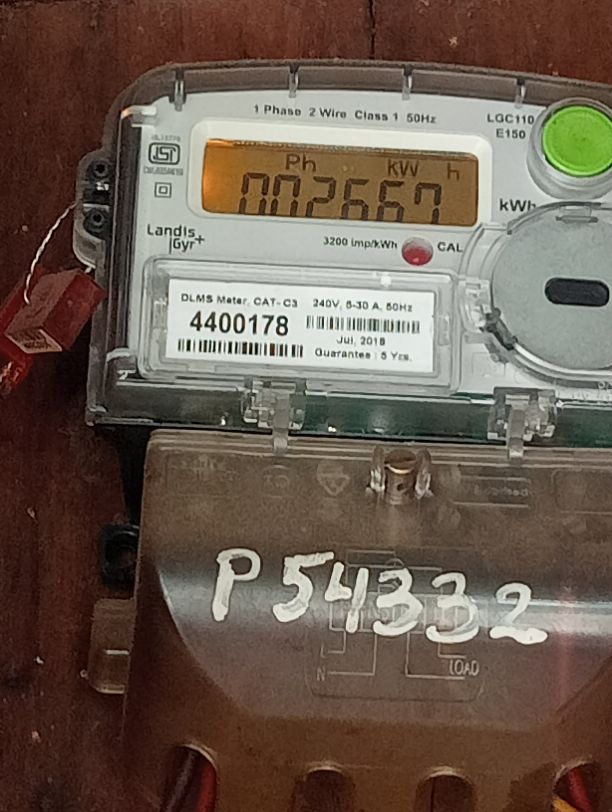 1 Phase 2 Wire Class 1 50Hz
LGC110
E150
Ph kW h
002667
kWh
Landis
Gyr+
3200 imp/kWh
CAL
DLMS Meter, CAT-C3 240V, 5-30 A, 50Hz
4400178
Jul, 2018
Guarantee : 5 Yrs.
P 54332
L
N
LOAD